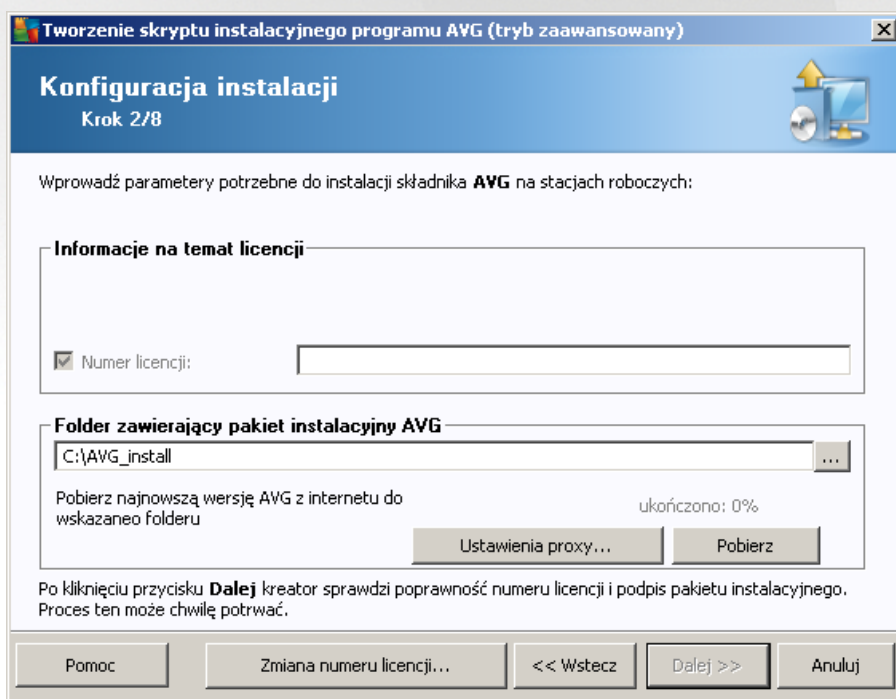 Tworzenie skryptu instalacyjnego programu AVG (tryb zaawansowany)
Konfiguracja instalacji
Krok 2/8
Wprowadź parametery potrzebne do instalacji składnika AVG na stacjach roboczych:
Informacje na temat licencji
Numer licencji:
Folder zawierający pakiet instalacyjny AVG
C:\AVG_install
...
Pobierz najnowszą wersję AVG z internetu do
wskazaneo folderu
ukończono: 0%
Ustawienia proxy...
Pobierz
Po kliknięciu przycisku Dalej kreator sprawdzi poprawność numeru licencji i podpis pakietu instalacyjnego.
Proces ten może chwilę potrwać.
Pomoc
Zmiana numeru licencji...
<< Wstecz
Dalej >>
Anuluj